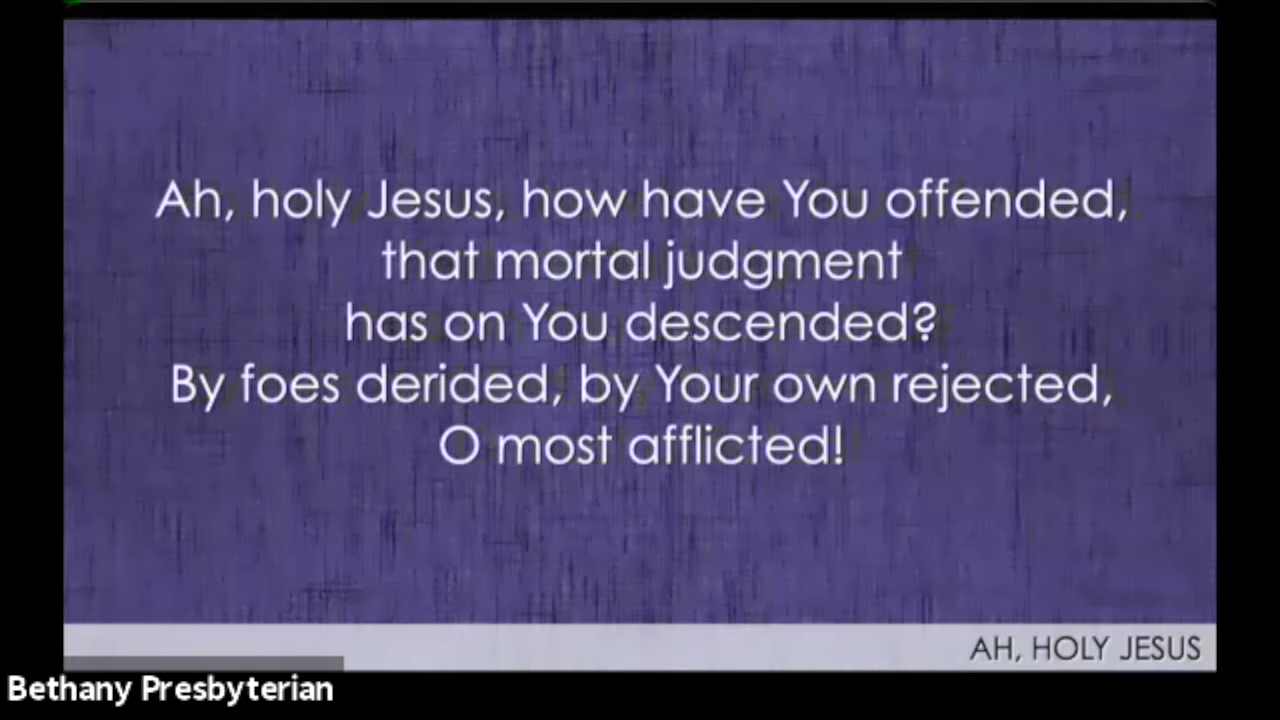 Ah, holy Jesus, how have You offended,
that mortal judgment
has on You descended?
By foes derided, by Your own rejected,
O most afflicted!
AH, HOLY JESUS
Bethany Presbyterian